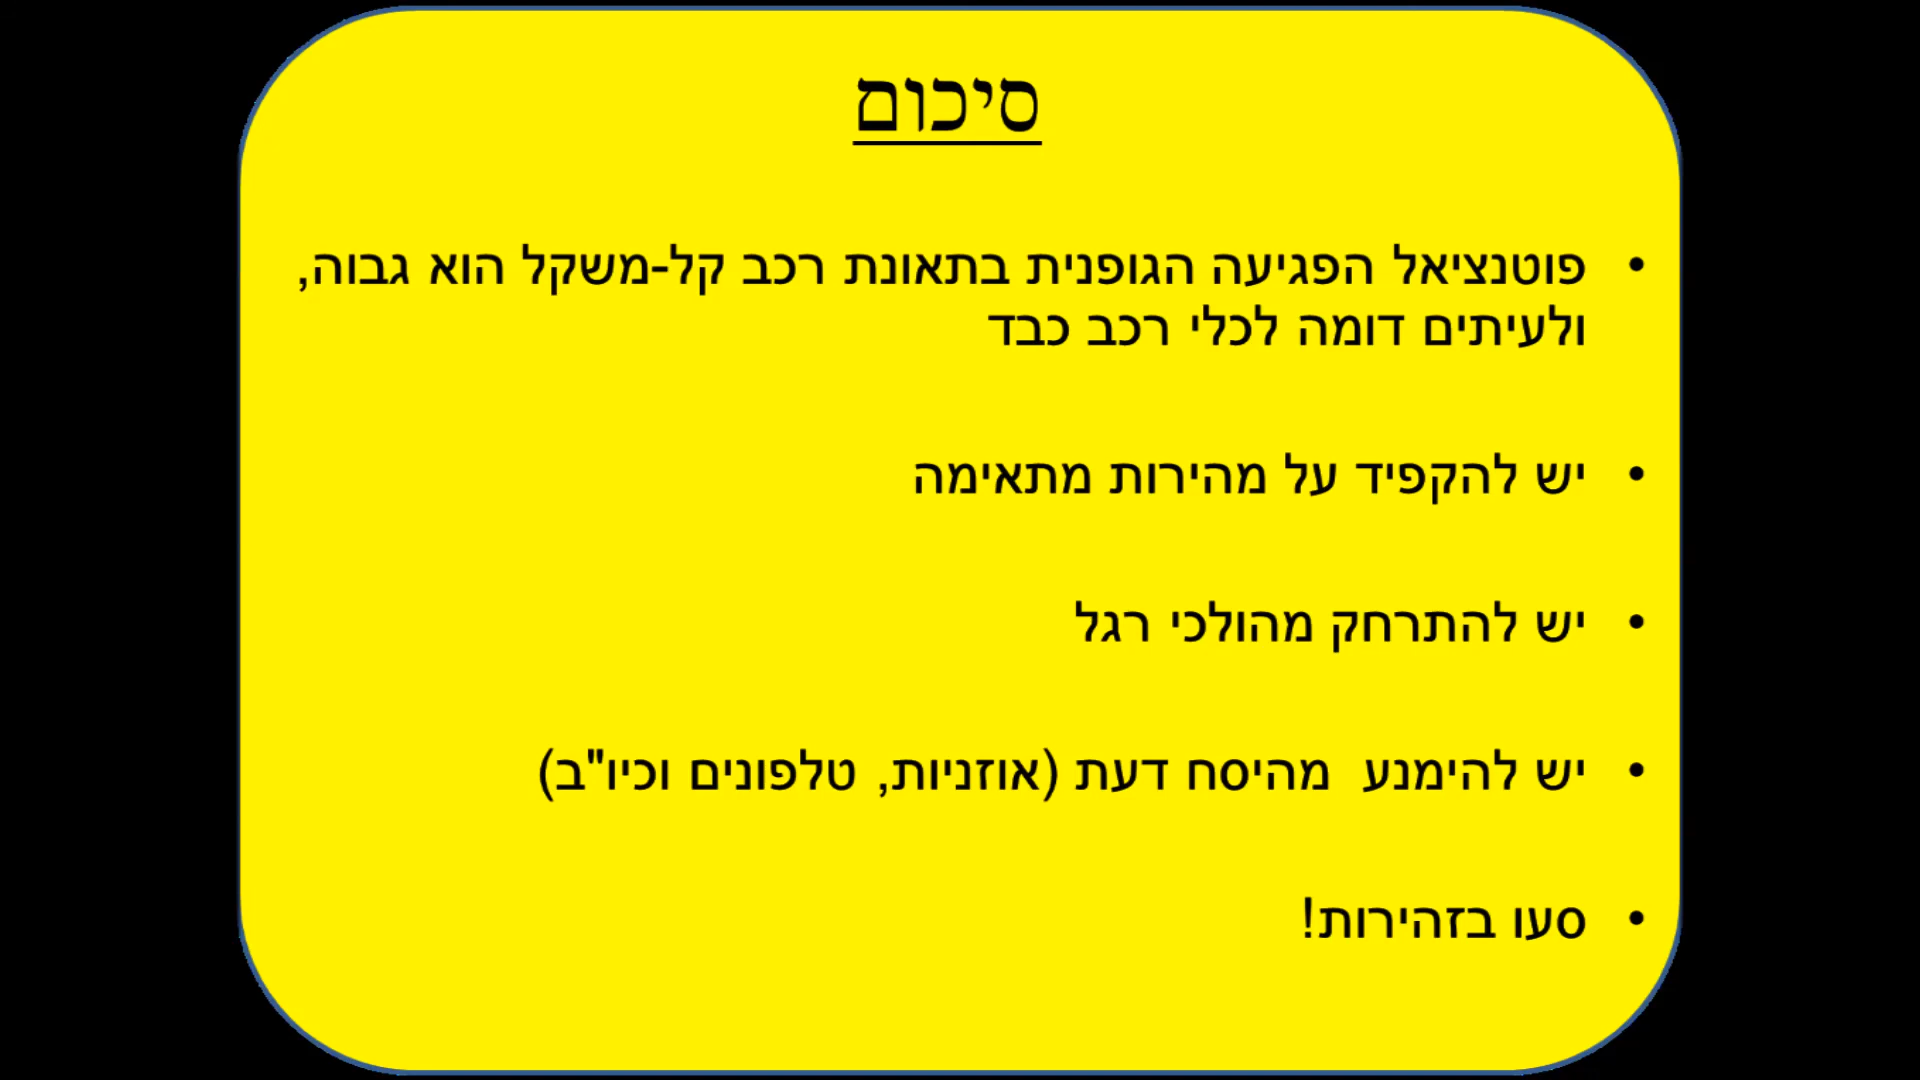 סיכום
• פוטנציאל הפגיעה הגופנית בתאונת רכב קל-משקל הוא גבוה,
ולעיתים דומה לכלי רכב כבד
• יש להקפיד על מהירות מתאימה
• יש להתרחק מהולכי רגל
• יש להימנע  מהיסח דעת (אוזניות, טלפונים וכיו"ב)
• סעו בזהירות!